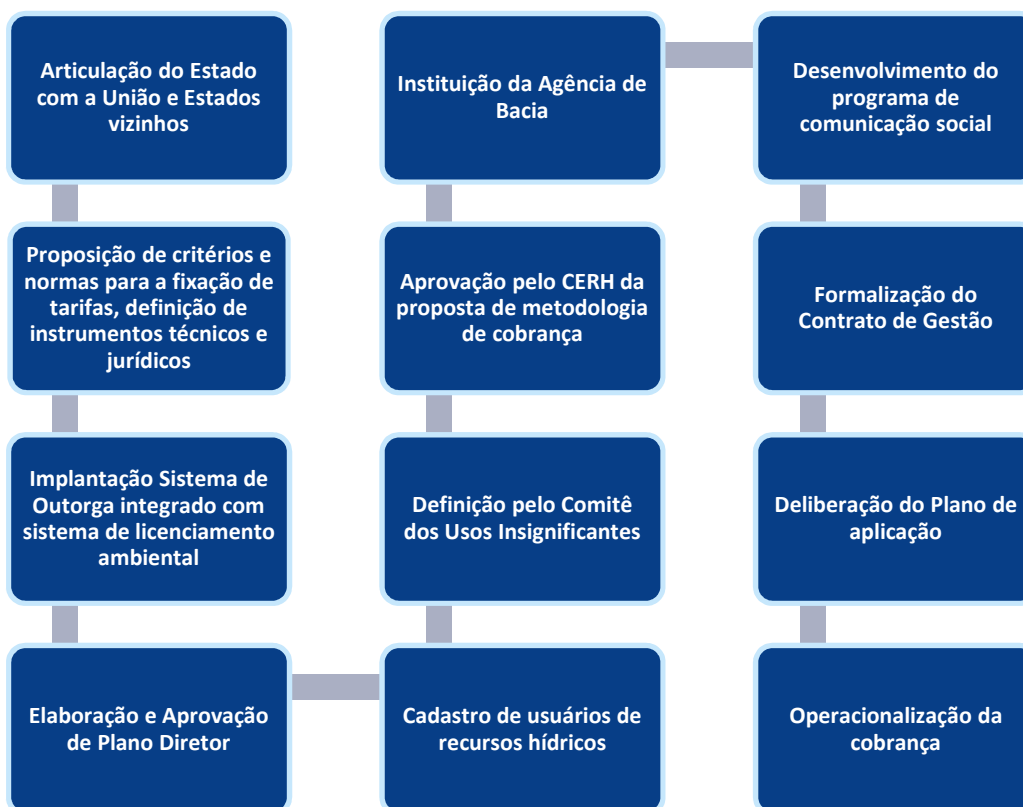 Articulação do Estado
com a União e Estados
vizinhos
Proposição de critérios e
normas para a fixação de
tarifas, definição de
instrumentos técnicos e
jurídicos
Implantação Sistema de
Outorga integrado com
sistema de licenciamento
ambiental
Elaboração e Aprovação
de Plano Diretor
Cadastro de usuários de
recursos hídricos
Definição pelo Comitê
dos Usos Insignificantes
Aprovação pelo CERH da
proposta de metodologia
de cobrança
Instituição da Agência de
Bacia
Desenvolvimento do
programa de
comunicação social
Formalização do
Contrato de Gestão
Deliberação do Plano de
aplicação
Operacionalização da
cobrança